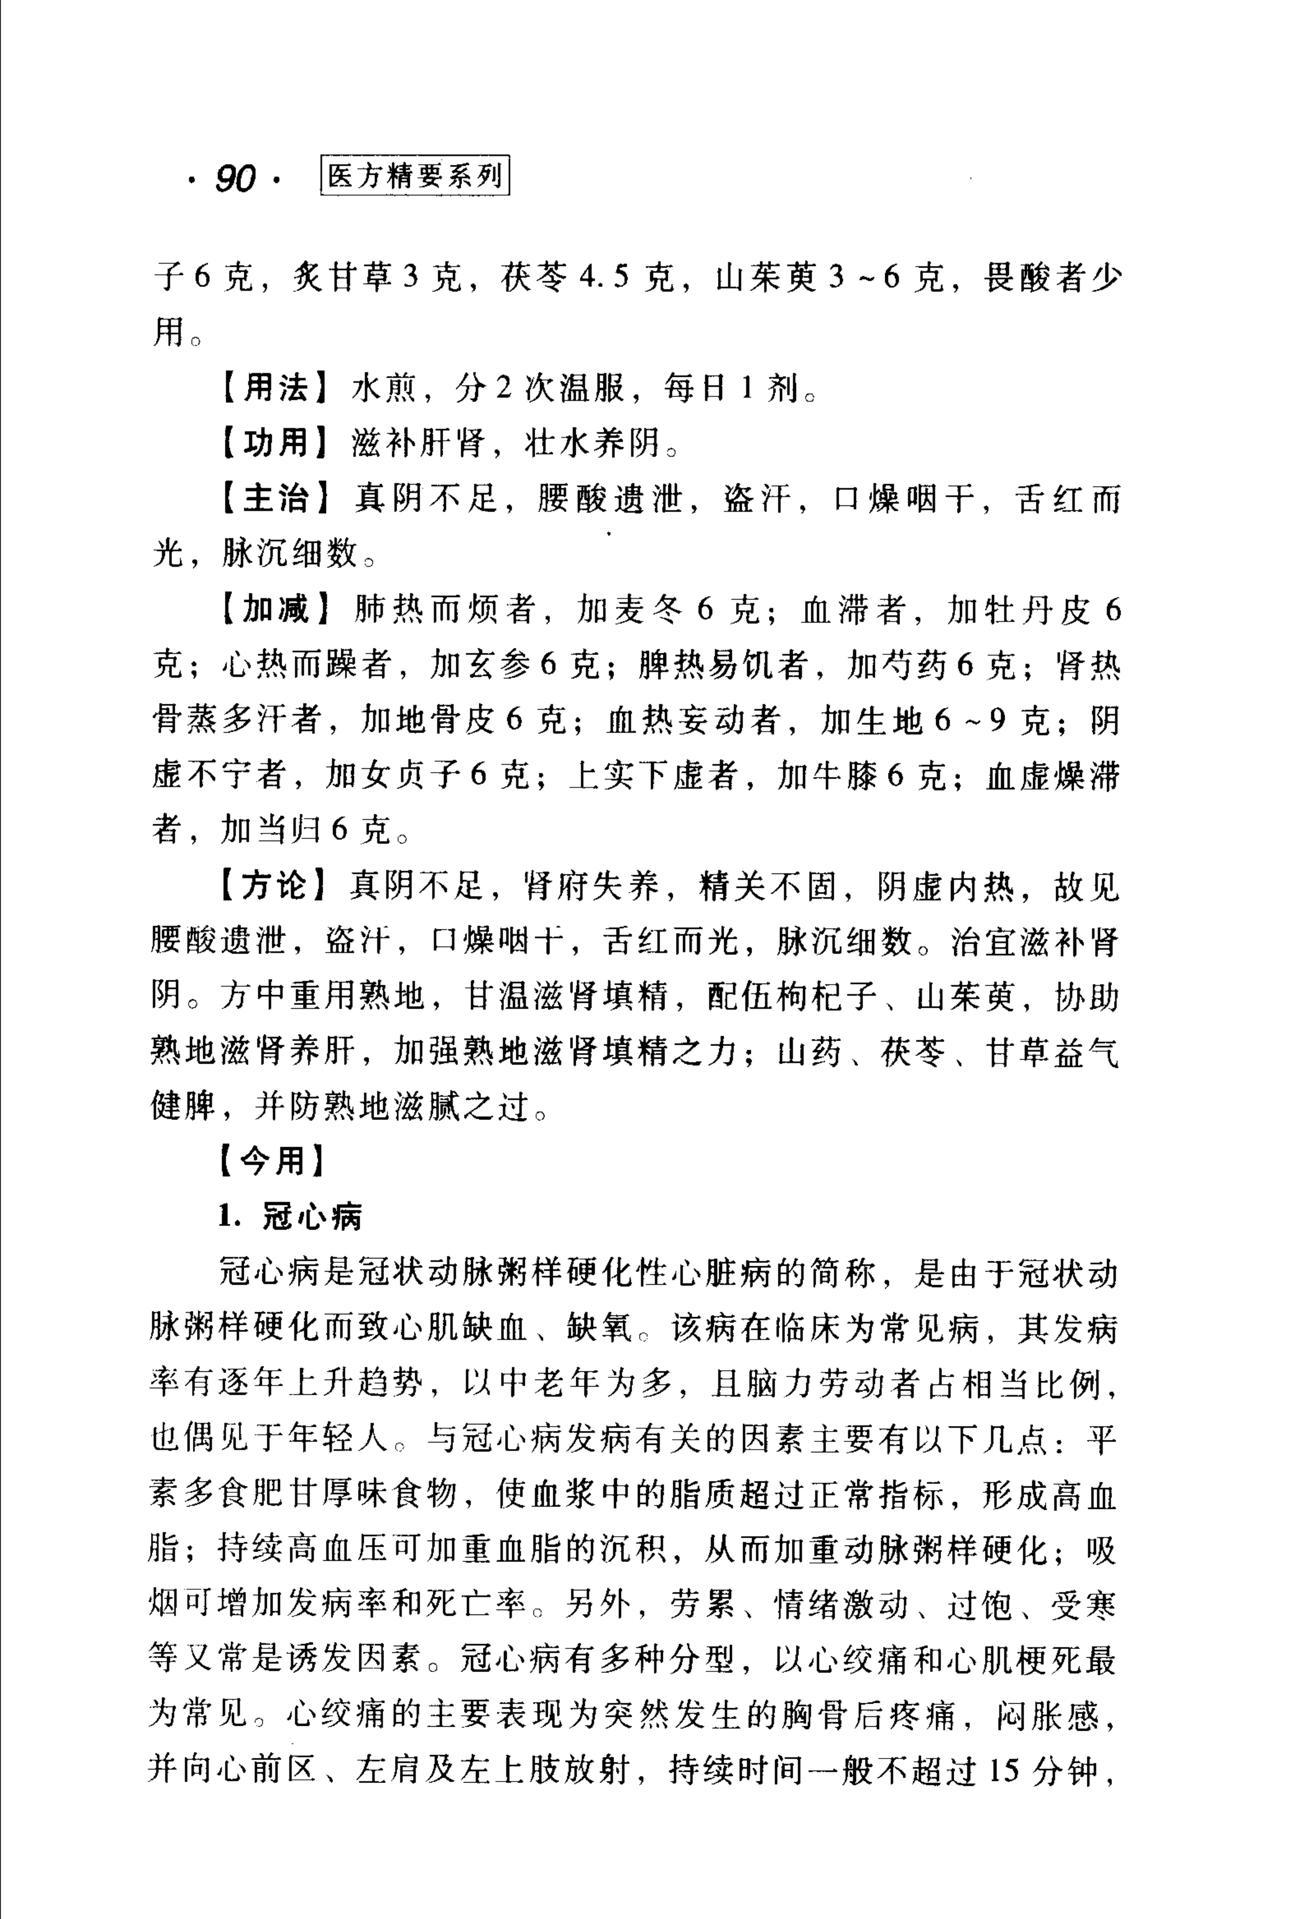 · 90 · 医方精要系列
子 6 克，炙甘草 3 克，茯苓 4.5 克，山茱萸 3～6 克，畏酸者少
用。
【用法】水煎，分 2 次温服，每日 1 剂。
【功用】滋补肝肾，壮水养阴。
【主治】真阴不足，腰酸遗泄，盗汗，口燥咽干，舌红而
光，脉沉细数。
【加减】肺热而烦者，加麦冬 6 克；血滞者，加牡丹皮 6
克；心热而躁者，加玄参 6 克；脾热易饥者，加芍药 6 克；肾热
骨蒸多汗者，加地骨皮 6 克；血热妄动者，加生地 6～9 克；阴
虚不宁者，加女贞子 6 克；上实下虚者，加牛膝 6 克；血虚燥滞
者，加当归 6 克。
【方论】真阴不足，肾府失养，精关不固，阴虚内热，故见
腰酸遗泄，盗汗，口燥咽干，舌红而光，脉沉细数。治宜滋补肾
阴。方中重用熟地，甘温滋肾填精，配伍枸杞子、山茱萸，协助
熟地滋肾养肝，加强熟地滋肾填精之力；山药、茯苓、甘草益气
健脾，并防熟地滋腻之过。
【今用】
1. 冠心病
冠心病是冠状动脉粥样硬化性心脏病的简称，是由于冠状动
脉粥样硬化而致心肌缺血、缺氧。该病在临床为常见病，其发病
率有逐年上升趋势，以中老年为多，且脑力劳动者占相当比例，
也偶见于年轻人。与冠心病发病有关的因素主要有以下几点：平
素多食肥甘厚味食物，使血浆中的脂质超过正常指标，形成高血
脂；持续高血压可加重血脂的沉积，从而加重动脉粥样硬化；吸
烟可增加发病率和死亡率。另外，劳累、情绪激动、过饱、受寒
等又常是诱发因素。冠心病有多种分型，以心绞痛和心肌梗死最
为常见。心绞痛的主要表现为突然发生的胸骨后疼痛，闷胀感，
并向心前区、左肩及左上肢放射，持续时间一般不超过 15 分钟，